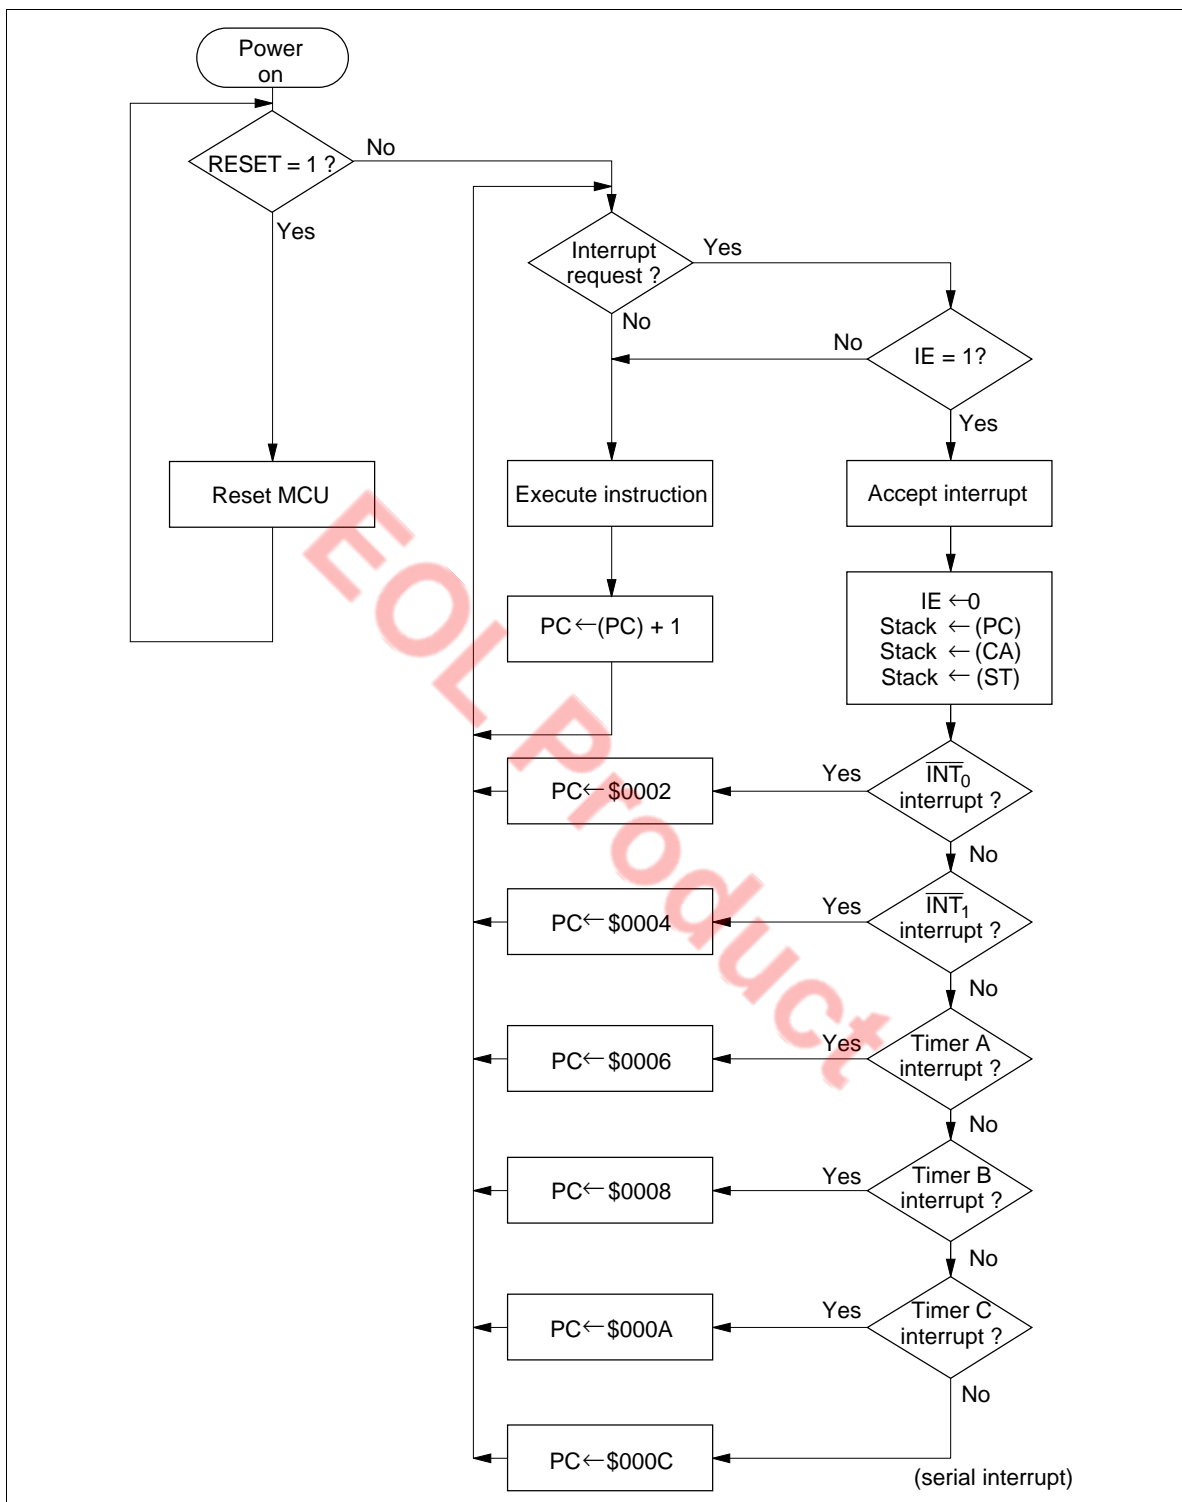 Power
on
RESET = 1 ?
No
Yes
Interrupt
request ?
Yes
No
IE = 1?
No
Yes
Reset MCU
Execute instruction
Accept interrupt
PC ← (PC) + 1
IE ← 0
Stack ← (PC)
Stack ← (CA)
Stack ← (ST)
PC ← $0002
Yes
INT0
interrupt ?
No
PC ← $0004
Yes
INT1
interrupt ?
No
PC ← $0006
Yes
Timer A
interrupt ?
No
PC ← $0008
Yes
Timer B
interrupt ?
No
PC ← $000A
Yes
Timer C
interrupt ?
No
PC ← $000C
(serial interrupt)
EOL Product